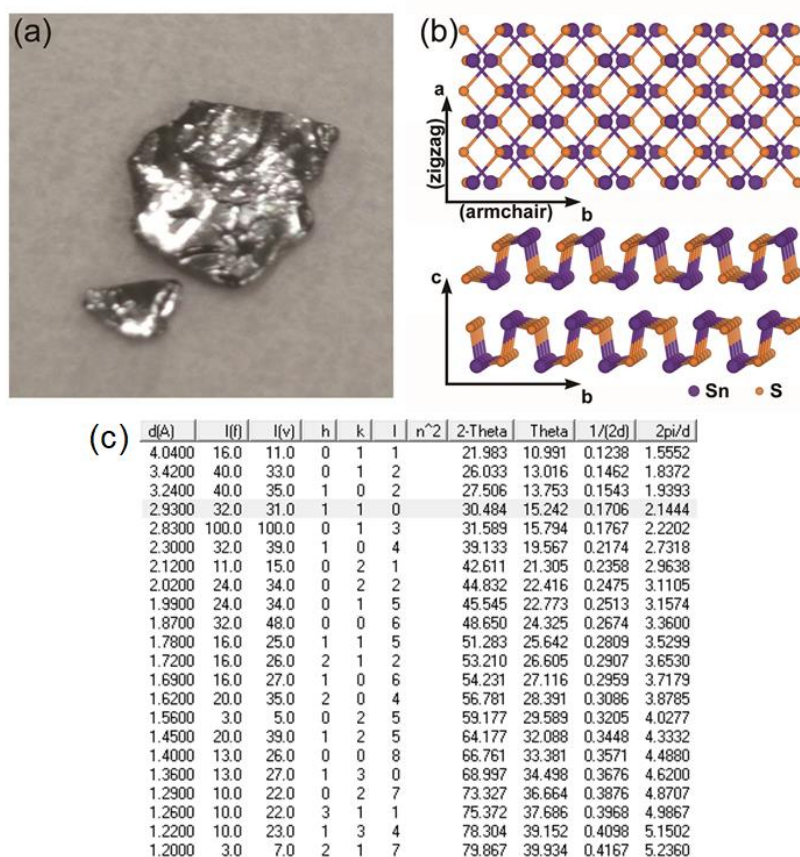 (a)
(b)
a
(zigzag)
(armchair)
b
c
b
Sn S
(c)
d(A) I(f) I(v) h k l n^2 2-Theta Theta 1/(2d) 2pi/d
4.0400 16.0 11.0 0 1 1 21.983 10.991 0.1238 1.5552
3.4200 40.0 33.0 0 1 2 26.033 13.016 0.1462 1.8372
3.2400 40.0 35.0 1 0 2 27.506 13.753 0.1543 1.9393
2.9300 32.0 31.0 1 1 0 30.484 15.242 0.1706 2.1444
2.8300 100.0 100.0 0 1 3 31.589 15.794 0.1767 2.2202
2.3000 32.0 39.0 1 0 4 39.133 19.567 0.2174 2.7318
2.1200 11.0 15.0 0 2 1 42.611 21.305 0.2358 2.9638
2.0200 24.0 34.0 0 2 2 44.832 22.416 0.2475 3.1105
1.9900 24.0 34.0 0 1 5 45.545 22.773 0.2513 3.1574
1.8700 32.0 48.0 0 0 6 48.650 24.325 0.2674 3.3600
1.7800 16.0 25.0 1 1 5 51.283 25.642 0.2809 3.5299
1.7200 16.0 26.0 2 1 2 53.210 26.605 0.2907 3.6530
1.6900 16.0 27.0 1 0 6 54.231 27.116 0.2959 3.7179
1.6200 20.0 35.0 2 0 4 56.781 28.391 0.3086 3.8785
1.5600 3.0 5.0 0 2 5 59.177 29.589 0.3205 4.0277
1.4500 20.0 39.0 1 2 5 64.177 32.088 0.3448 4.3332
1.4000 13.0 26.0 0 0 8 66.761 33.381 0.3571 4.4880
1.3600 13.0 27.0 1 3 0 68.997 34.498 0.3676 4.6200
1.2900 10.0 22.0 0 2 7 73.327 36.664 0.3876 4.8707
1.2600 10.0 22.0 3 1 1 75.372 37.686 0.3968 4.9867
1.2200 10.0 23.0 1 3 4 78.304 39.152 0.4098 5.1502
1.2000 3.0 7.0 2 1 7 79.867 39.934 0.4167 5.2360